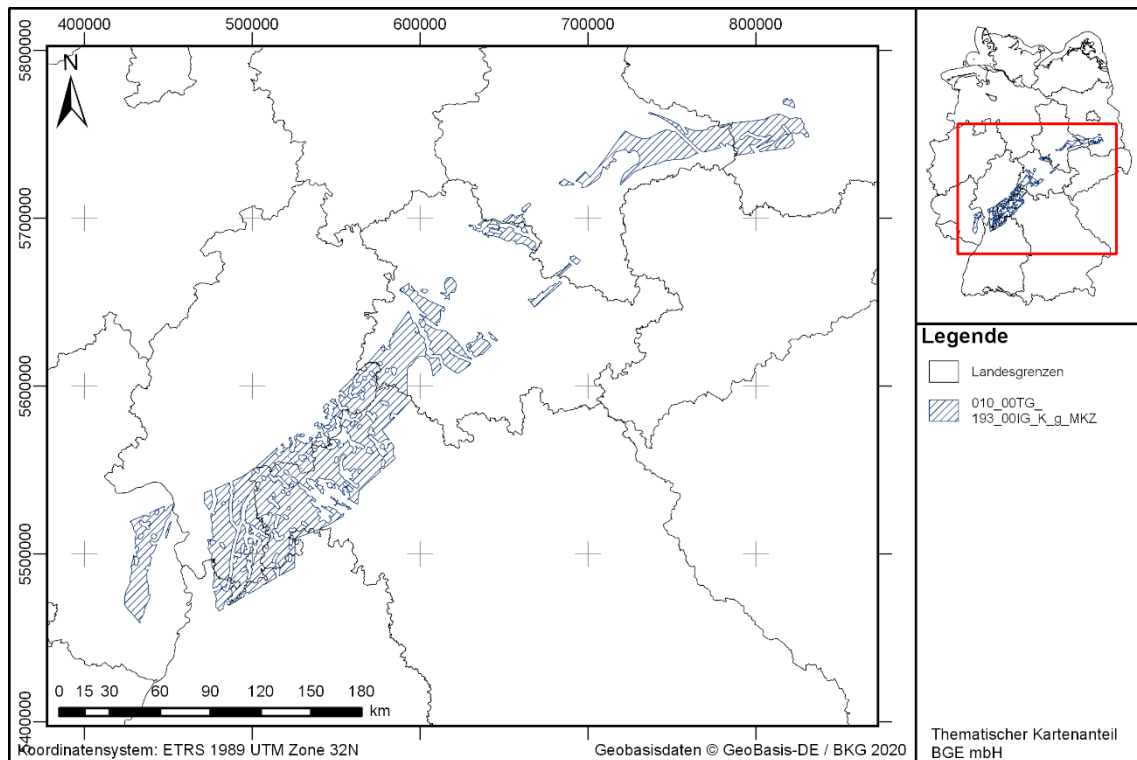 400000 500000 600000 700000 800000
5800000
N
5700000
5600000
5500000
5400000
0 15 30 60 90 120 150 180
km
Koordinatensystem: ETRS 1989 UTM Zone 32N
Geobasisdaten © GeoBasis-DE / BKG 2020
Legende
Landesgrenzen
010_00TG_
193_00IG_K_g_MKZ
Thematischer Kartenanteil
BGE mbH